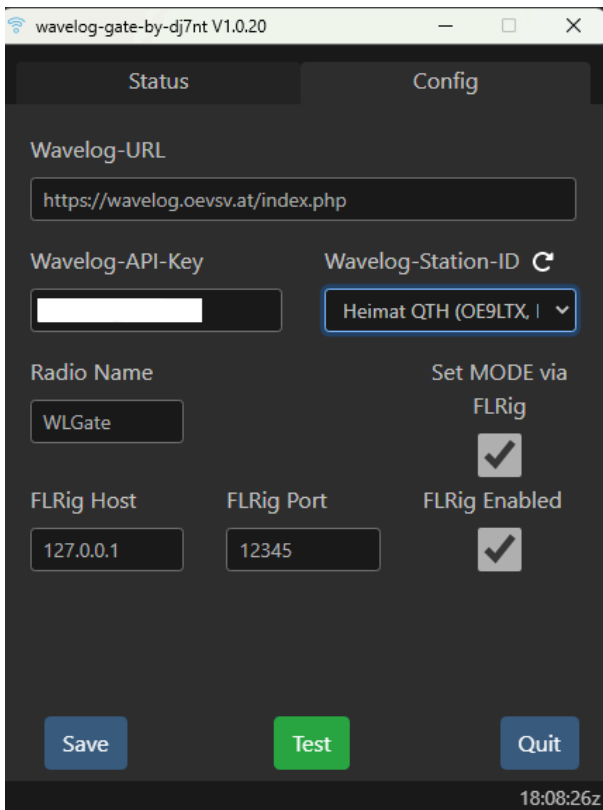 wavelog-gate-by-dj7nt V1.0.20
Status Config
Wavelog-URL
https://wavelog.oevsv.at/index.php
Wavelog-API-Key Wavelog-Station-ID
Heimat QTH (OE9LTX,
Radio Name Set MODE via
FLRig
WLGate
FLRig Host FLRig Port FLRig Enabled
127.0.0.1 12345
Save Test Quit
18:08:26z